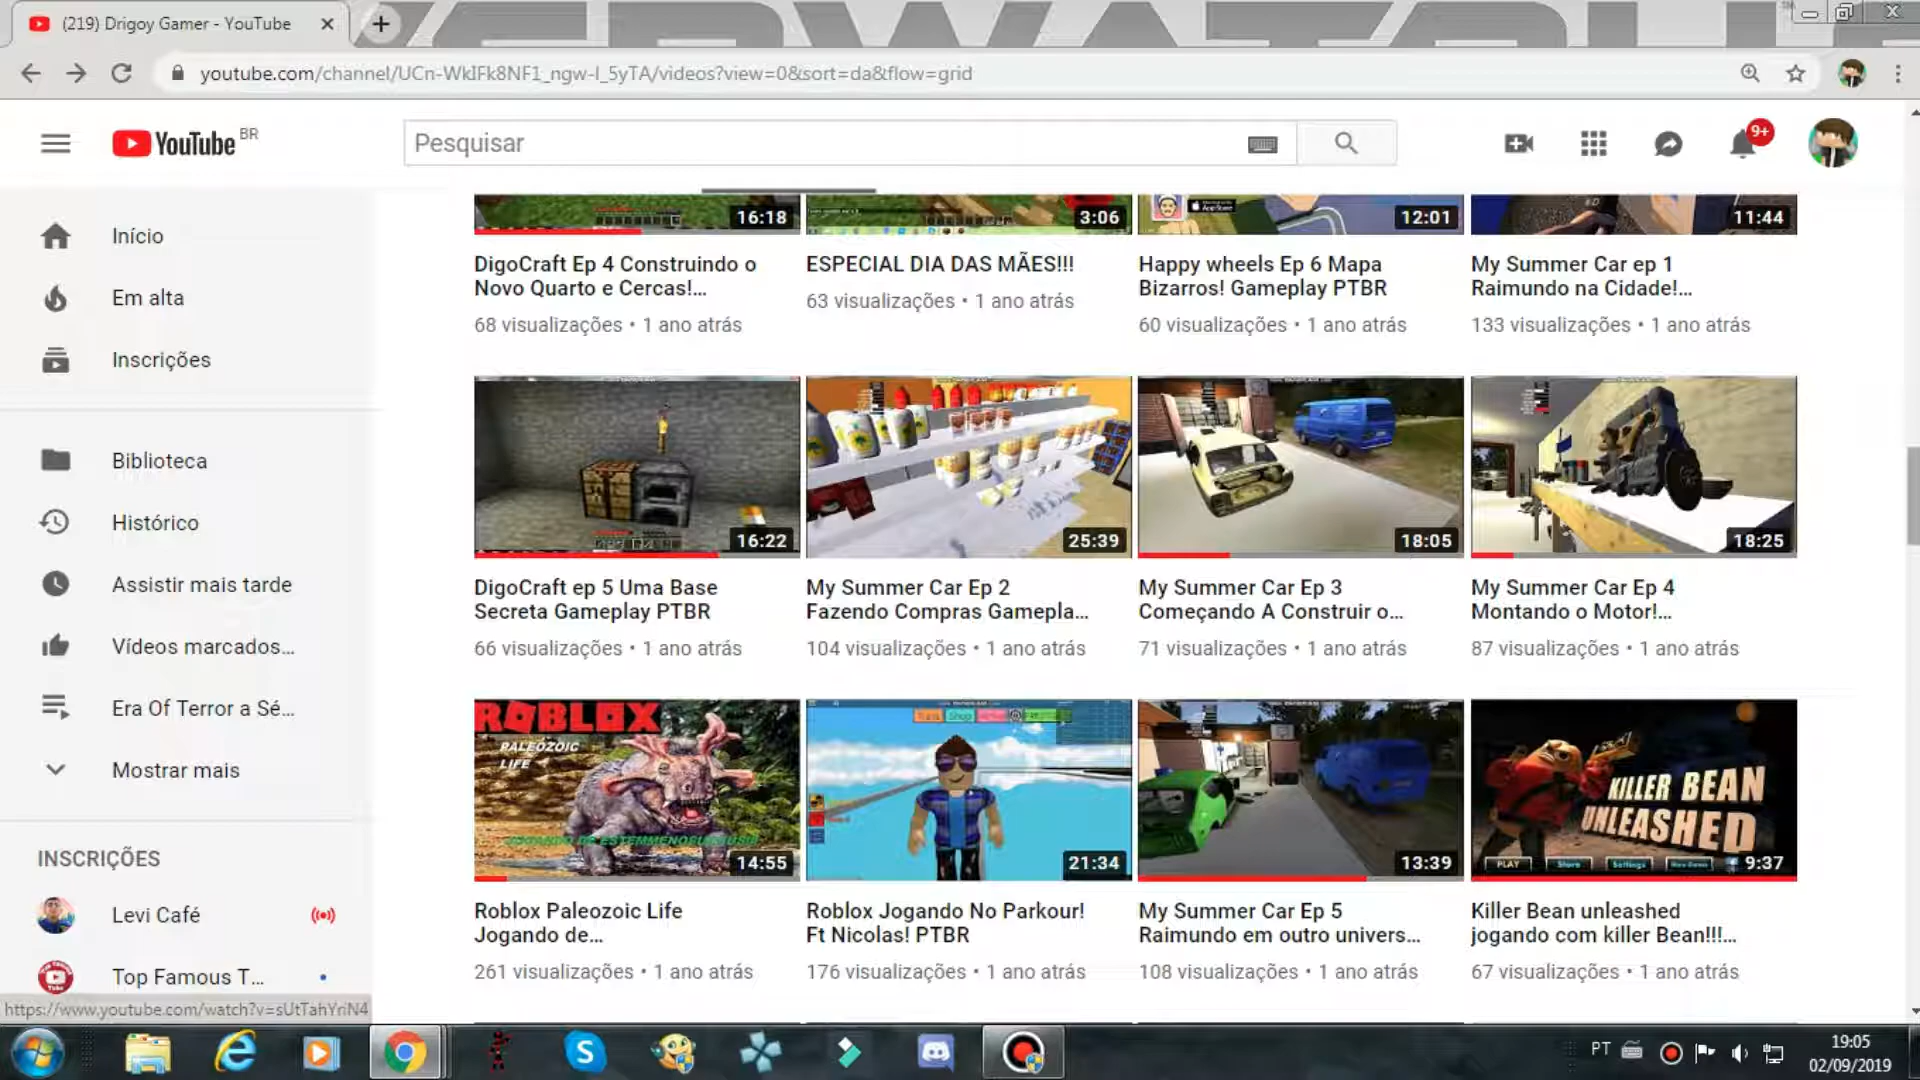 (219) Drigoy Gamer - YouTube
youtube.com/channel/UCn-WkIFk8NF1_ngw-l_5yTA/videos?view=0&sort=da&flow=grid
YouTube BR
Pesquisar
9+
Início
Em alta
Inscrições
Biblioteca
Histórico
Assistir mais tarde
Vídeos marcados...
Era Of Terror a Sé...
Mostrar mais
INSCRIÇÕES
Levi Café
Top Famous T...
https://www.youtube.com/watch?v=sUtTahYriN4
16:18
3:06
12:01
11:44
DigoCraft Ep 4 Construindo o
Novo Quarto e Cercas!...
68 visualizações • 1 ano atrás
ESPECIAL DIA DAS MÃES!!!
63 visualizações • 1 ano atrás
App Store
Happy wheels Ep 6 Mapa
Bizarros! Gameplay PTBR
60 visualizações • 1 ano atrás
My Summer Car ep 1
Raimundo na Cidade!...
133 visualizações • 1 ano atrás
16:22
25:39
18:05
18:25
DigoCraft ep 5 Uma Base
Secreta Gameplay PTBR
66 visualizações • 1 ano atrás
My Summer Car Ep 2
Fazendo Compras Gamepla...
104 visualizações • 1 ano atrás
My Summer Car Ep 3
Começando A Construir o...
71 visualizações • 1 ano atrás
My Summer Car Ep 4
Montando o Motor!...
87 visualizações • 1 ano atrás
ROBLOX
PALEOZOIC
LIFE
14:55
Shop
21:34
13:39
KILLER BEAN
UNLEASHED
PLAY
Store
Settings
More Games
9:37
Roblox Paleozoic Life
Jogando de...
261 visualizações • 1 ano atrás
Roblox Jogando No Parkour!
Ft Nicolas! PTBR
176 visualizações • 1 ano atrás
My Summer Car Ep 5
Raimundo em outro univers...
108 visualizações • 1 ano atrás
Killer Bean unleashed
jogando com killer Bean!!!...
67 visualizações • 1 ano atrás
PT
19:05
02/09/2019